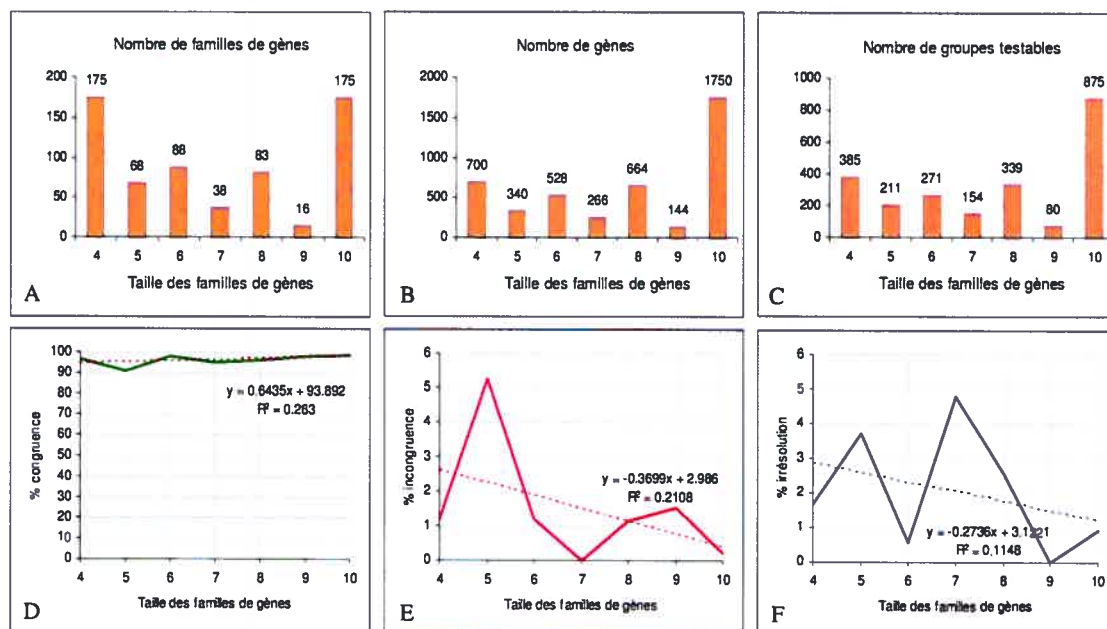 Nombre de familles de gènes
200
150
100
50
0
175
68
88
38
83
16
175
4 5 6 7 8 9 10
Taille des familles de gènes
A
Nombre de gènes
2000
1500
1000
500
0
700
340
528
266
664
144
1750
4 5 6 7 8 9 10
Taille des familles de gènes
B
Nombre de groupes testables
1000
800
600
400
200
0
385
211
271
154
339
80
875
4 5 6 7 8 9 10
Taille des familles de gènes
C
% congruence
100
90
80
70
60
50
40
30
20
10
0
y = 0.6435x + 93.892
R² = 0.263
4 5 6 7 8 9 10
Taille des familles de gènes
D
% incongruence
6
5
4
3
2
1
0
y = -0.3699x + 2.986
R² = 0.2108
4 5 6 7 8 9 10
Taille des familles de gènes
E
% irrésolution
6
5
4
3
2
1
0
y = -0.2736x +
R² = 0.1148
4 5 6 7 8 9 10
Taille des familles de gènes
F